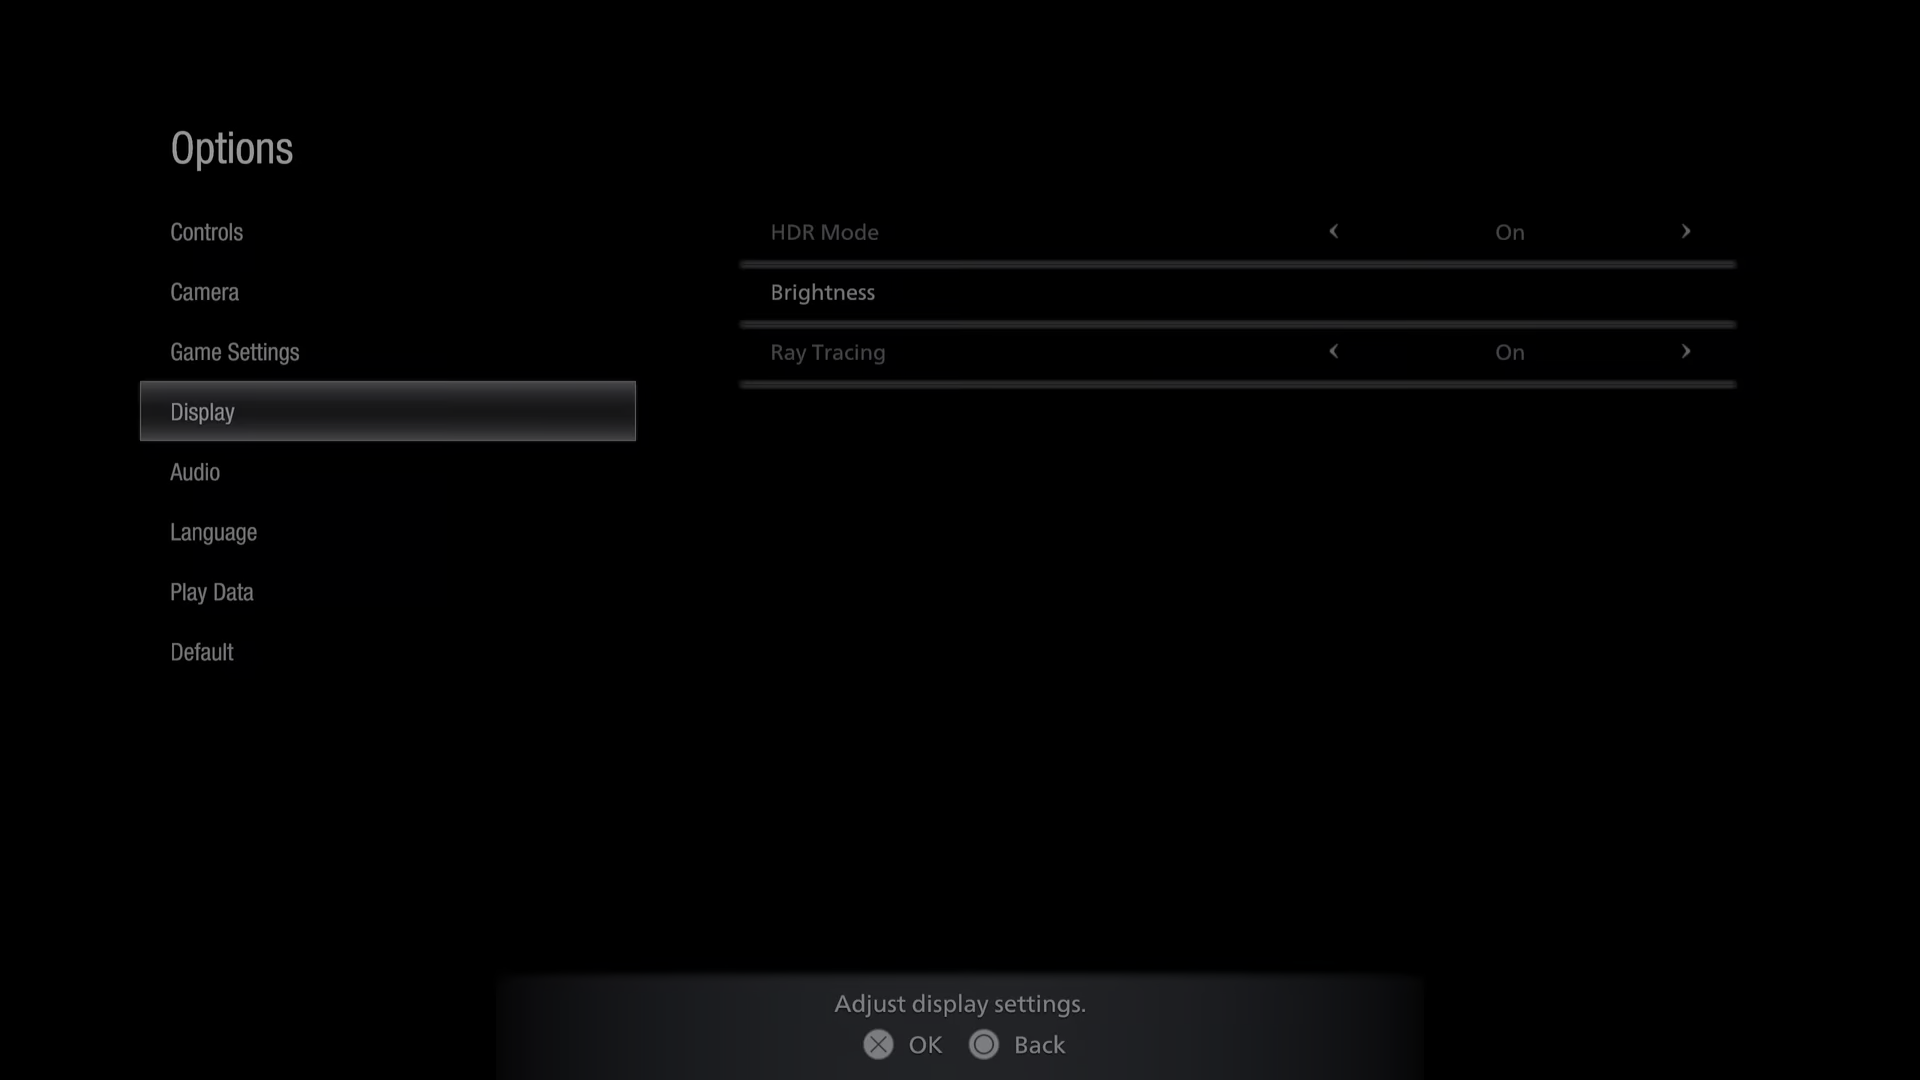 Options
Controls
Camera
Game Settings
Display
Audio
Language
Play Data
Default
HDR Mode On
Brightness
Ray Tracing On
Adjust display settings.
OK Back